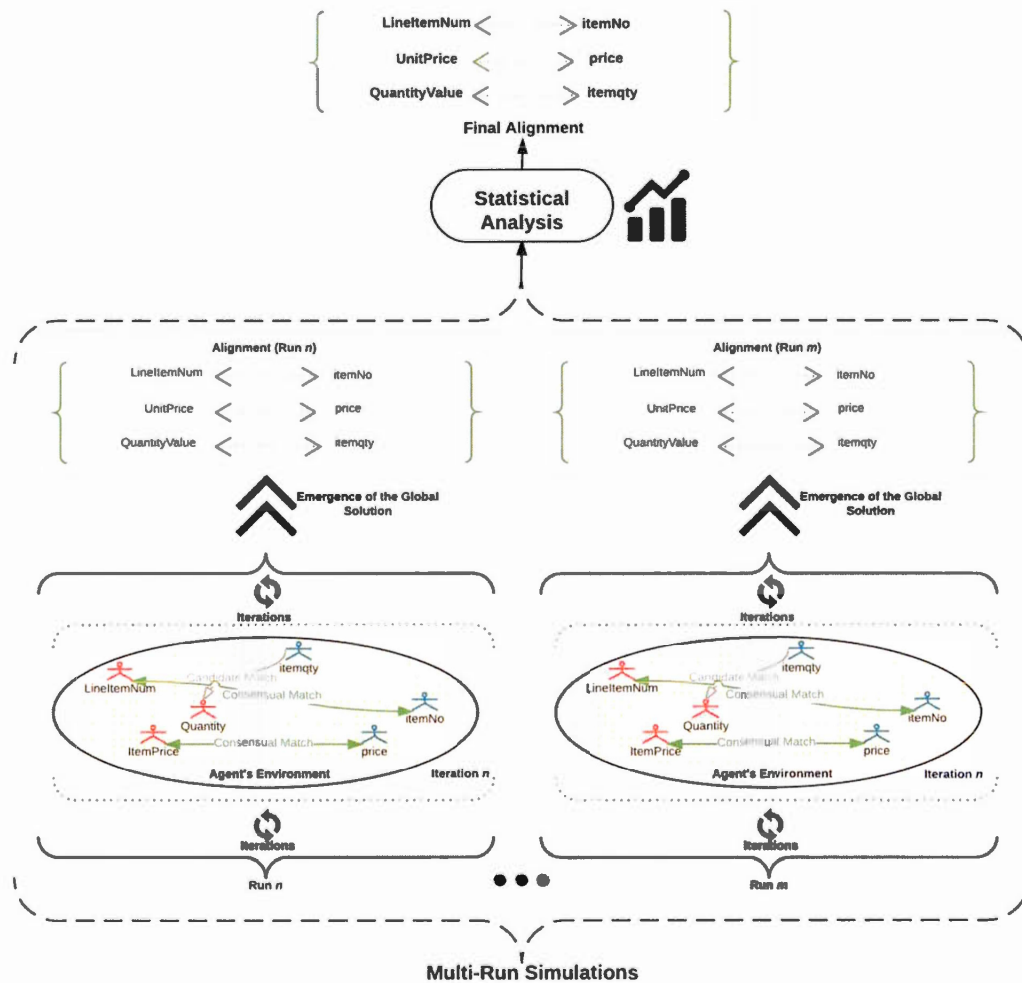 LineItemNum itemNo
UnitPrice price
QuantityValue itemqty
Final Alignment
Statistical
Analysis
Alignment (Run n)
LineItemNum itemNo
UnitPrice price
QuantityValue itemqty
Emergence of the Global
Solution
Iterations
itemqty
Candidate Match
LineItemNum
Consensual Match
Quantity
itemNo
ItemPrice
Consensual Match
price
Agent's Environment
Iteration n
Iterations
Run n
Alignment (Run m)
LineItemNum itemNo
UnitPrice price
QuantityValue itemqty
Emergence of the Global
Solution
Iterations
itemqty
Candidate Match
LineItemNum
Consensual Match
Quantity
itemNo
ItemPrice
Consensual Match
price
Agent's Environment
Iteration n
Iterations
Run m
Multi-Run Simulations